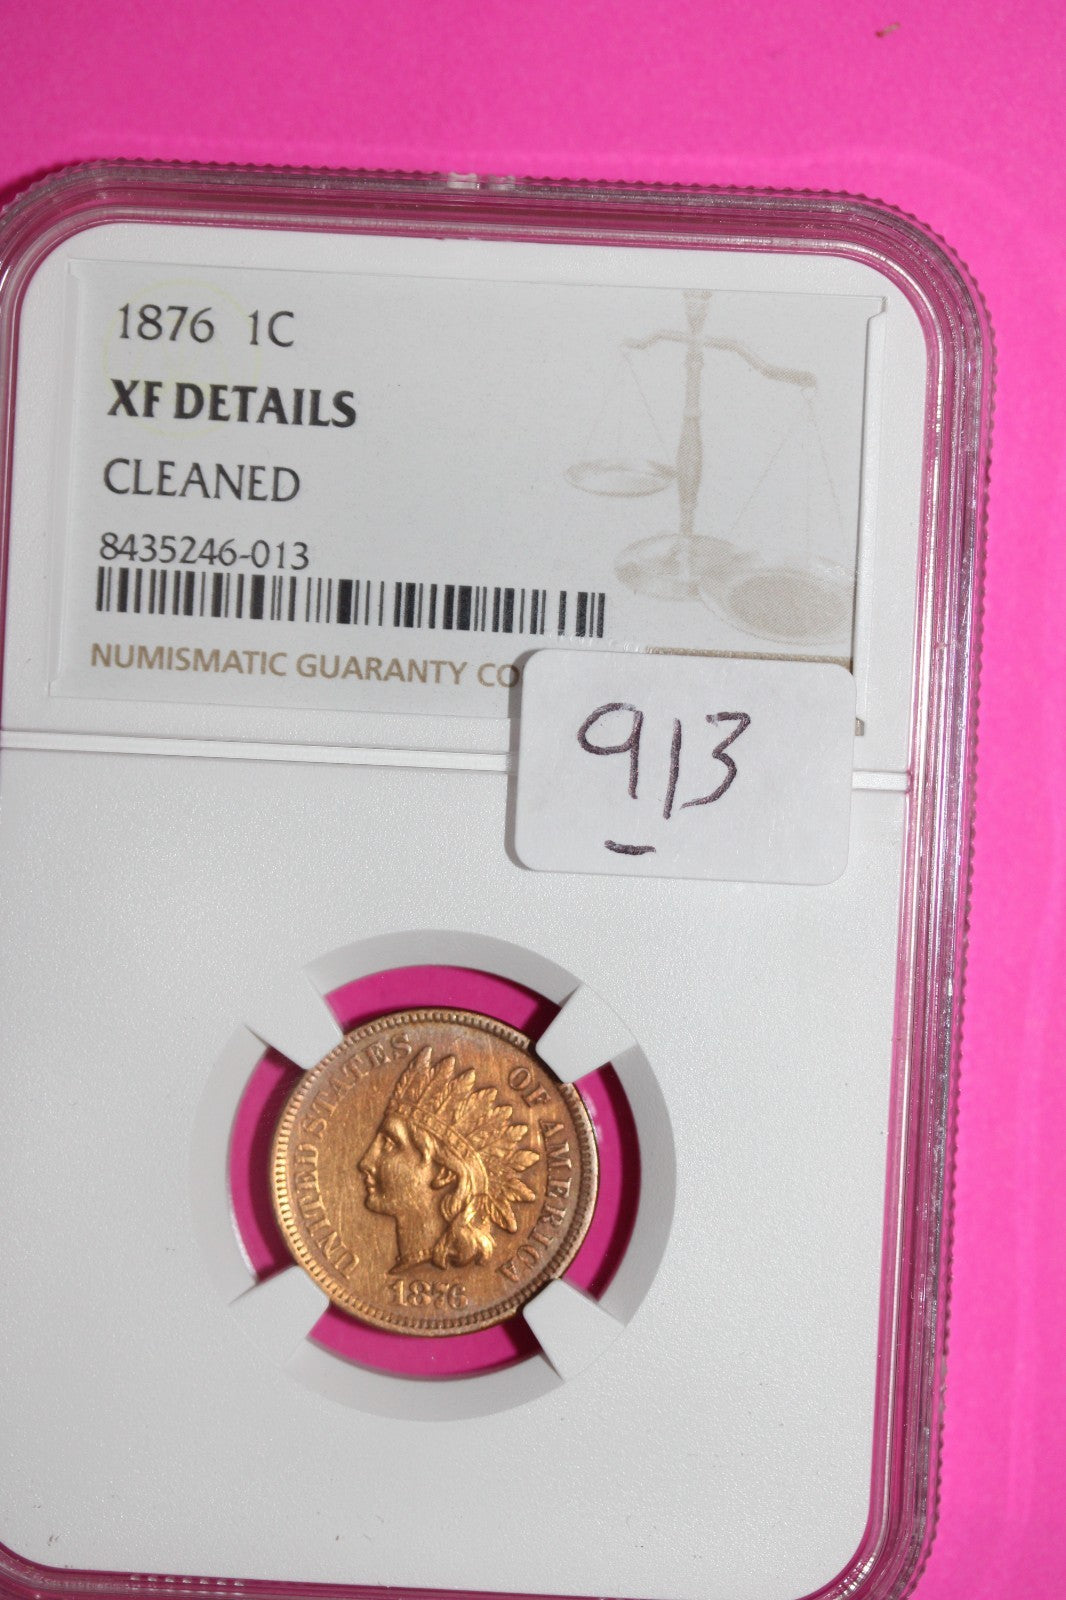 1876 1C
XF DETAILS
CLEANED
8435246-013
NUMISMATIC GUARANTY CO
913
UNITED STATES OF AMERICA
1876